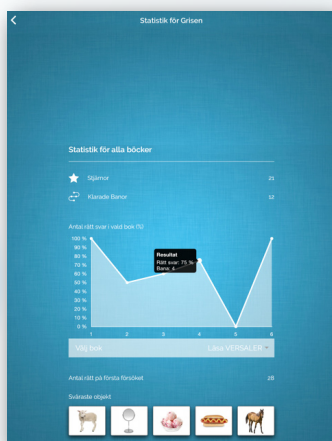 Statistik för Grisen
Statistik för alla böcker
Stjärnor 21
Klarade Banor 12
Antal rätt svar i vald bok (%)
100 %
90 %
80 %
70 %
60 %
50 %
40 %
30 %
20 %
10 %
0 %
Resultat
Rätt svar: 75 %
Bana: 4
1 2 3 4 5 6
Välj bok Läsa VERSALER
Antal rätt på första försöket 28
Svåraste objekt